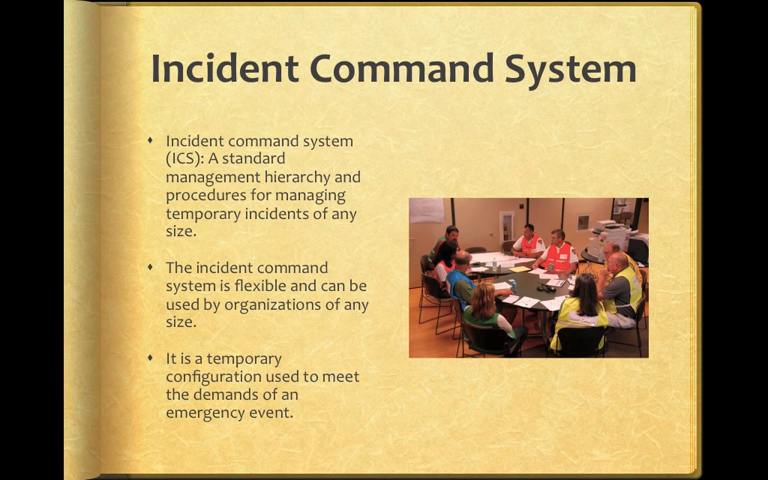 Incident Command System
Incident command system
(ICS): A standard
management hierarchy and
procedures for managing
temporary incidents of any
size.
The incident command
system is flexible and can be
used by organizations of any
size.
It is a temporary
configuration used to meet
the demands of an
emergency event.